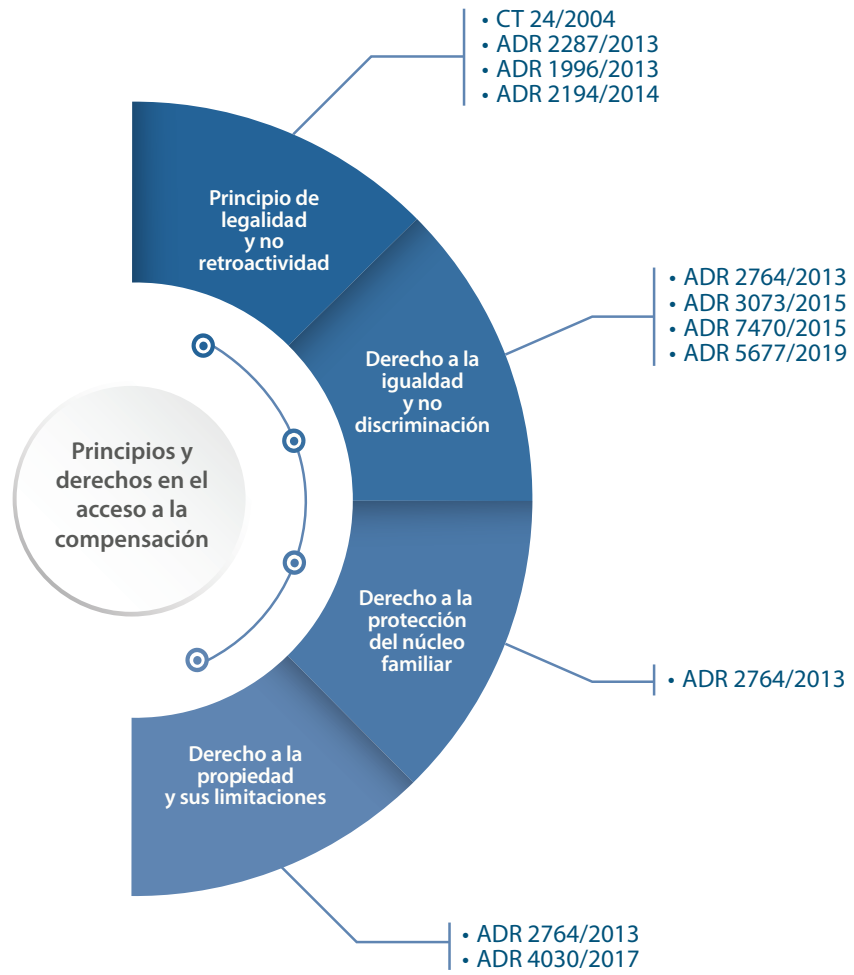 • CT 24/2004
• ADR 2287/2013
• ADR 1996/2013
• ADR 2194/2014
Principio de
legalidad
y no
retroactividad
• ADR 2764/2013
• ADR 3073/2015
• ADR 7470/2015
• ADR 5677/2019
Derecho a la
igualdad
y no
discriminación
Principios y
derechos en el
acceso a la
compensación
Derecho a la
protección
del núcleo
familiar
• ADR 2764/2013
Derecho a la
propiedad
y sus limitaciones
• ADR 2764/2013
• ADR 4030/2017